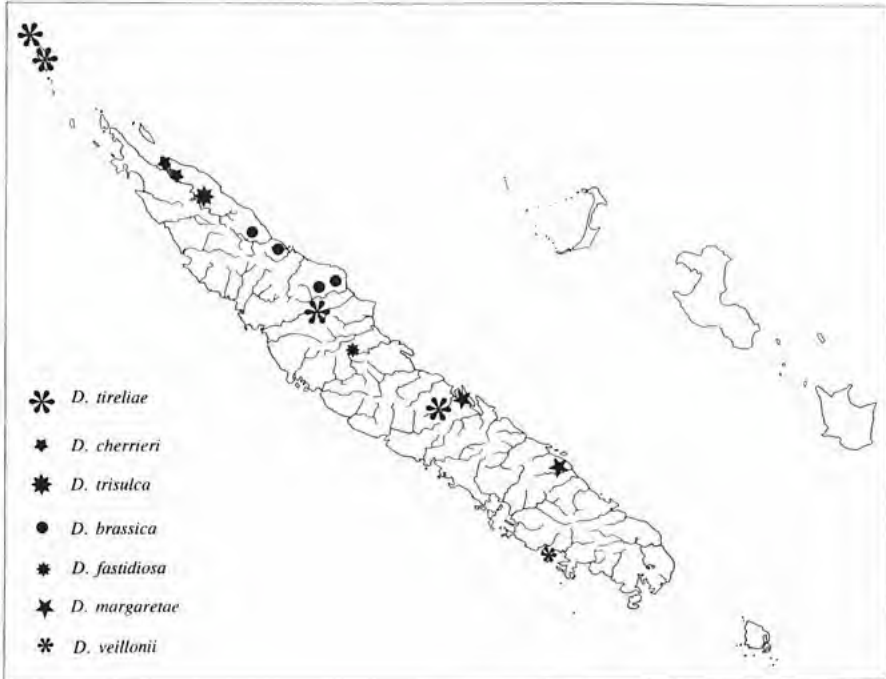 D. tireliae
D. cherrieri
D. trisulca
D. brassica
D. fastidiosa
D. margaretae
D. veillonii